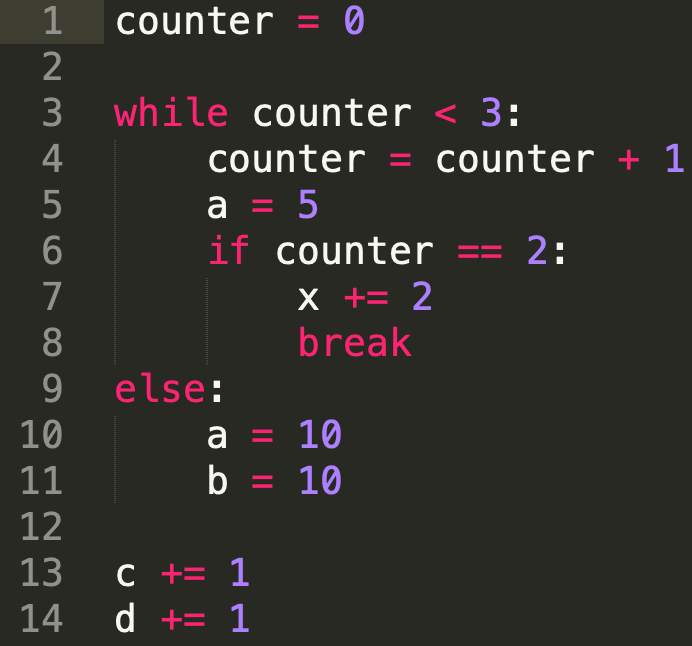 1 counter = 0
2
3 while counter < 3:
4     counter = counter + 1
5     a = 5
6     if counter == 2:
7         x += 2
8         break
9 else:
10     a = 10
11     b = 10
12
13 c += 1
14 d += 1